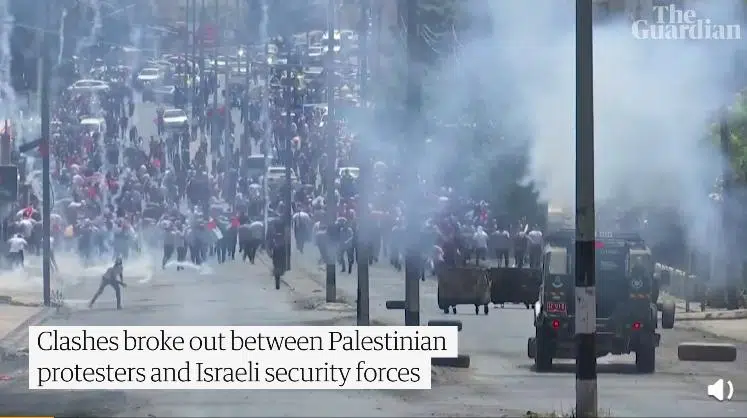 The
Guardian
Clashes broke out between Palestinian
protesters and Israeli security forces